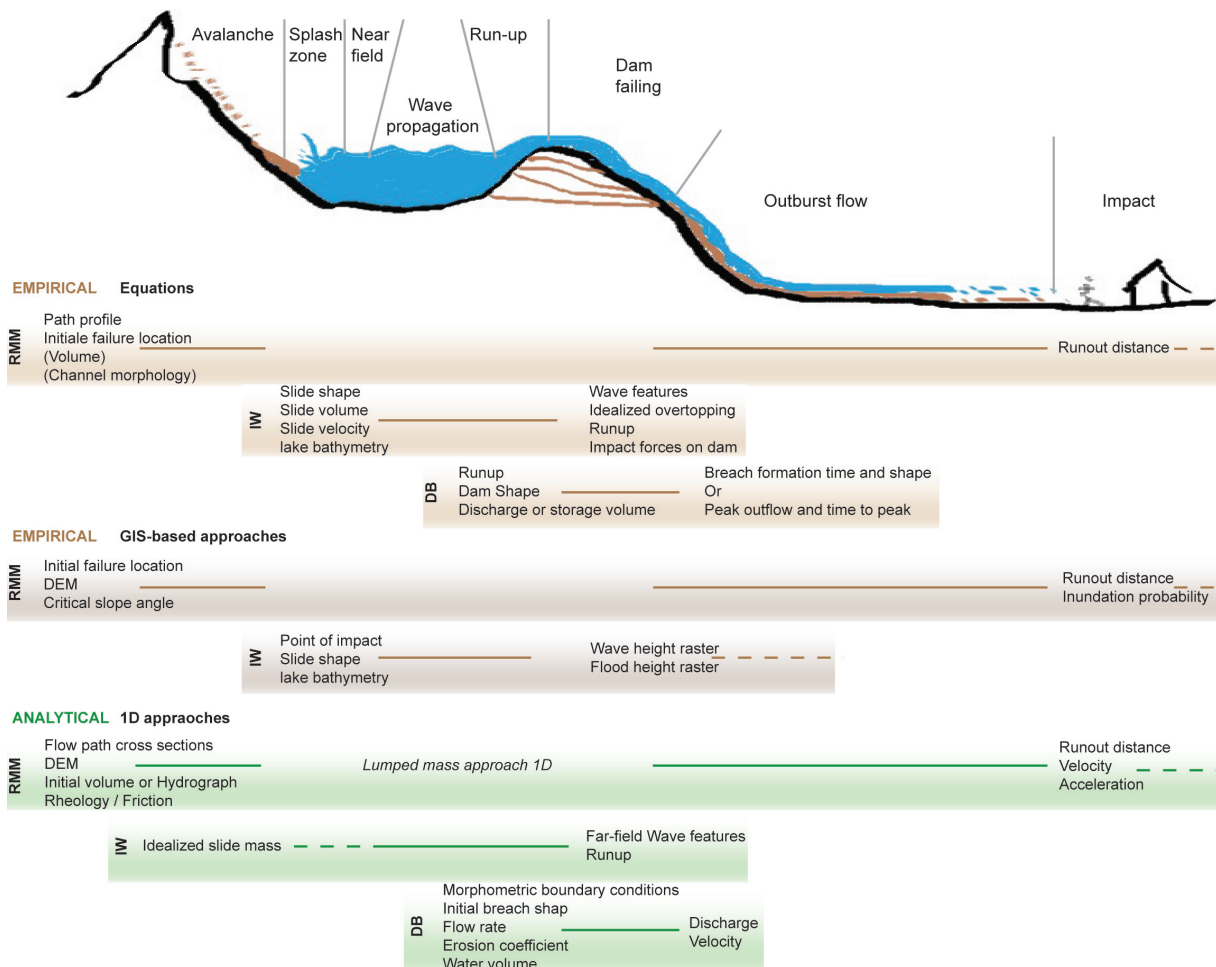 Avalanche
Splash
zone
Near
field
Wave
propagation
Run-up
Dam
failing
Outburst flow
Impact
EMPIRICAL Equations
RMM
Path profile
Initiale failure location
(Volume)
(Channel morphology)
Runout distance
IW
Slide shape
Slide volume
Slide velocity
lake bathymetry
Wave features
Idealized overtopping
Runup
Impact forces on dam
DB
Runup
Dam Shape
Discharge or storage volume
Breach formation time and shape
Or
Peak outflow and time to peak
EMPIRICAL GIS-based approaches
RMM
Initial failure location
DEM
Critical slope angle
Runout distance
Inundation probability
IW
Point of impact
Slide shape
lake bathymetry
Wave height raster
Flood height raster
ANALYTICAL 1D appraoches
RMM
Flow path cross sections
DEM
Initial volume or Hydrograph
Rheology / Friction
Lumped mass approach 1D
Runout distance
Velocity
Acceleration
IW
Idealized slide mass
Far-field Wave features
Runup
DB
Morphometric boundary conditions
Initial breach shap
Flow rate
Erosion coefficient
Water volume
Discharge
Velocity